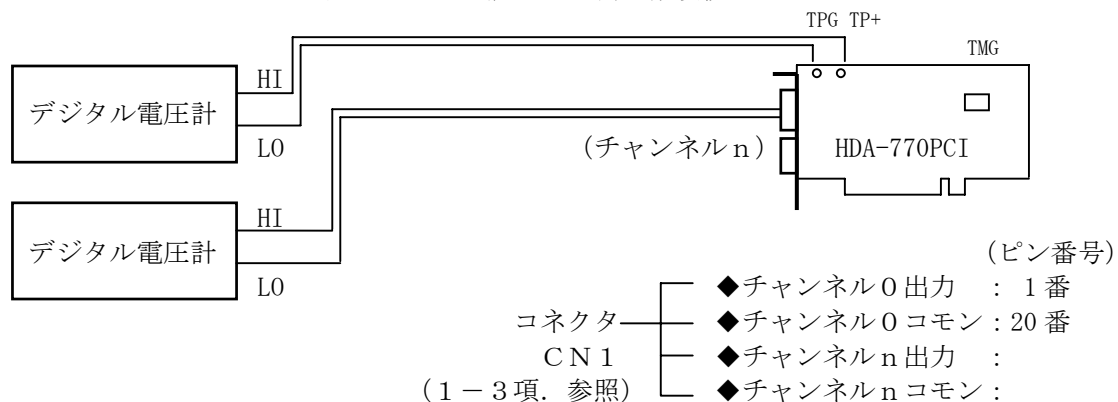 TPG TP+
TMG
HI
デジタル電圧計
LO
(チャンネルn)
HDA-770PCI
HI
デジタル電圧計
LO
(ピン番号)
◆チャンネル0出力 : 1番
コネクタ
◆チャンネル0コモン : 20番
CN1
◆チャンネルn出力 :
(1-3項. 参照)
◆チャンネルnコモン :